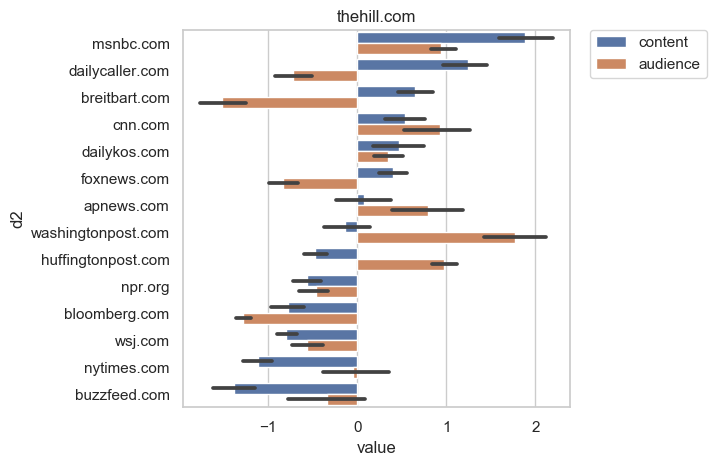 thehill.com
content
audience
d2
msnbc.com
dailycaller.com
breitbart.com
cnn.com
dailykos.com
foxnews.com
apnews.com
washingtonpost.com
huffingtonpost.com
npr.org
bloomberg.com
wsj.com
nytimes.com
buzzfeed.com
−1 0 1 2
value